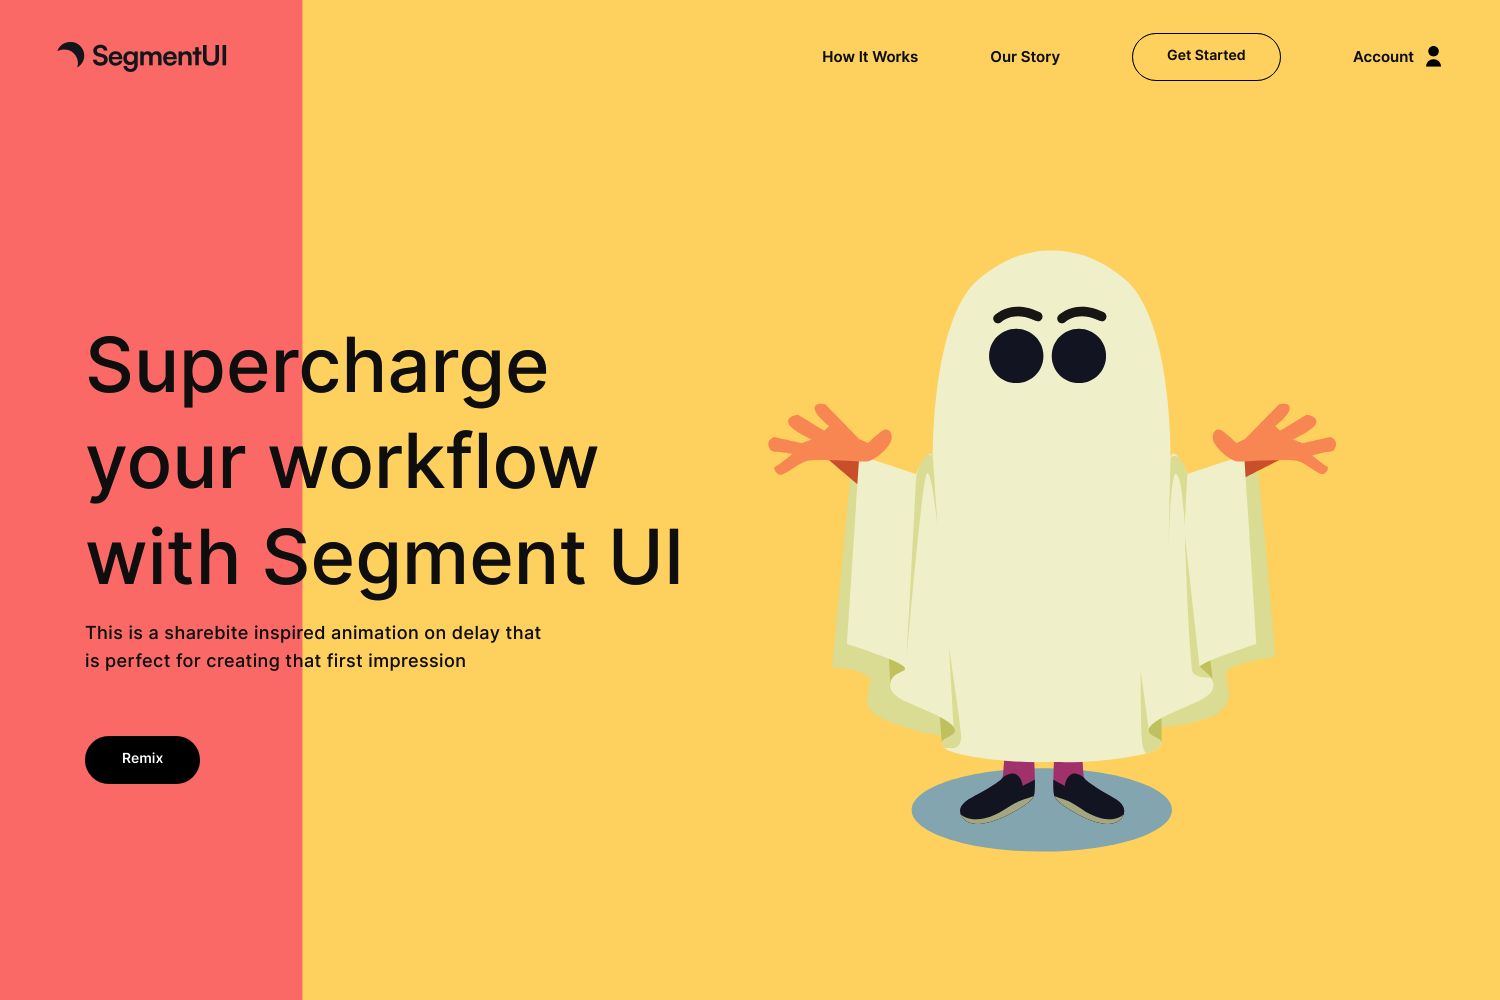 SegmentUI
How It Works
Our Story
Get Started
Account
Supercharge
your workflow
with Segment UI
This is a sharebite inspired animation on delay that
is perfect for creating that first impression
Remix